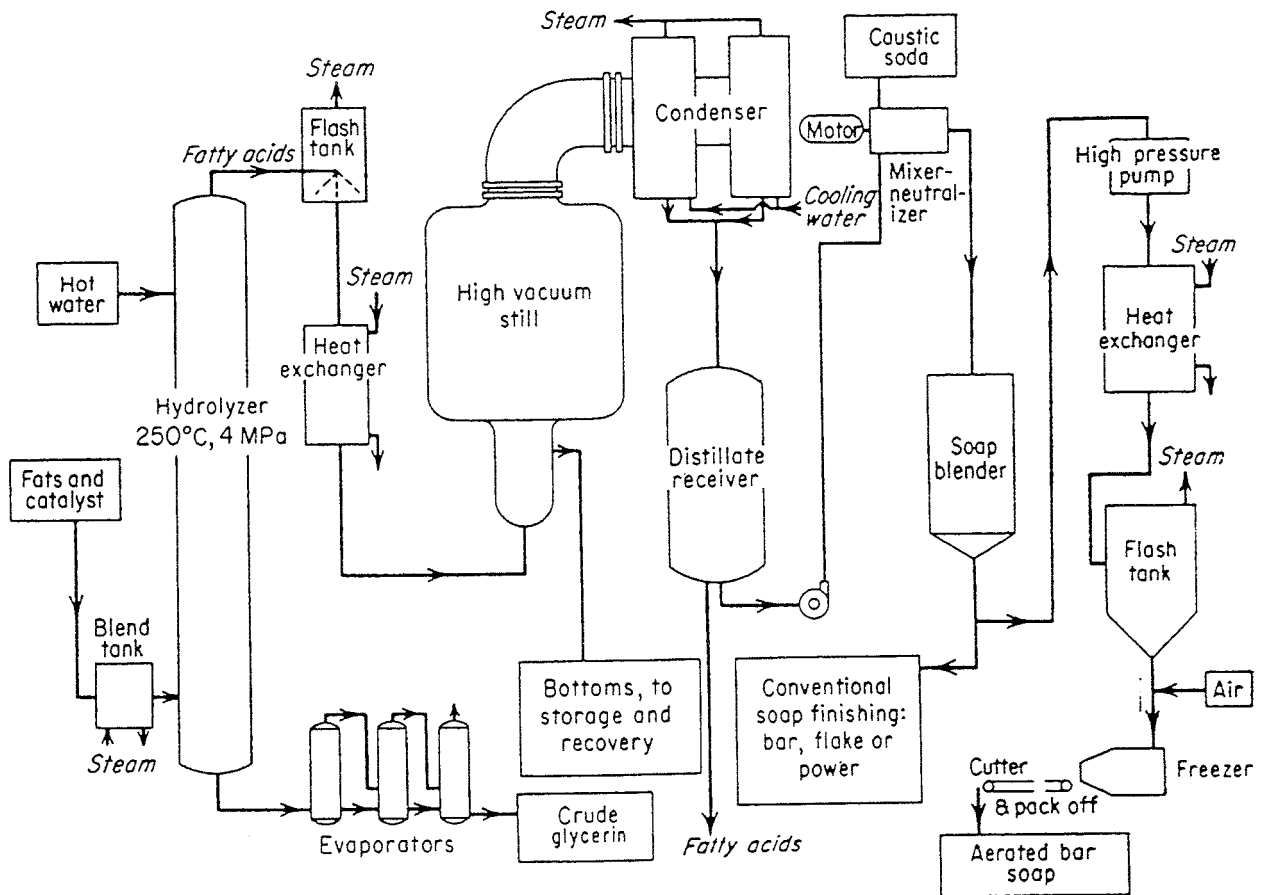 Steam
Caustic
soda
Steam
Flash
tank
Condenser
Motor
High pressure
pump
Fatty acids
Mixer-
neutral-
izer
Cooling
water
Steam
Hot
water
Steam
High vacuum
still
Heat
exchanger
Heat
exchanger
Hydrolyzer
250°C, 4 MPa
Distillate
receiver
Soap
blender
Steam
Fats and
catalyst
Flash
tank
Blend
tank
Bottoms, to
storage and
recovery
Conventional
soap finishing:
bar, flake or
power
Air
Steam
Cutter
& pack off
Freezer
Crude
glycerin
Evaporators
Fatty acids
Aerated bar
soap